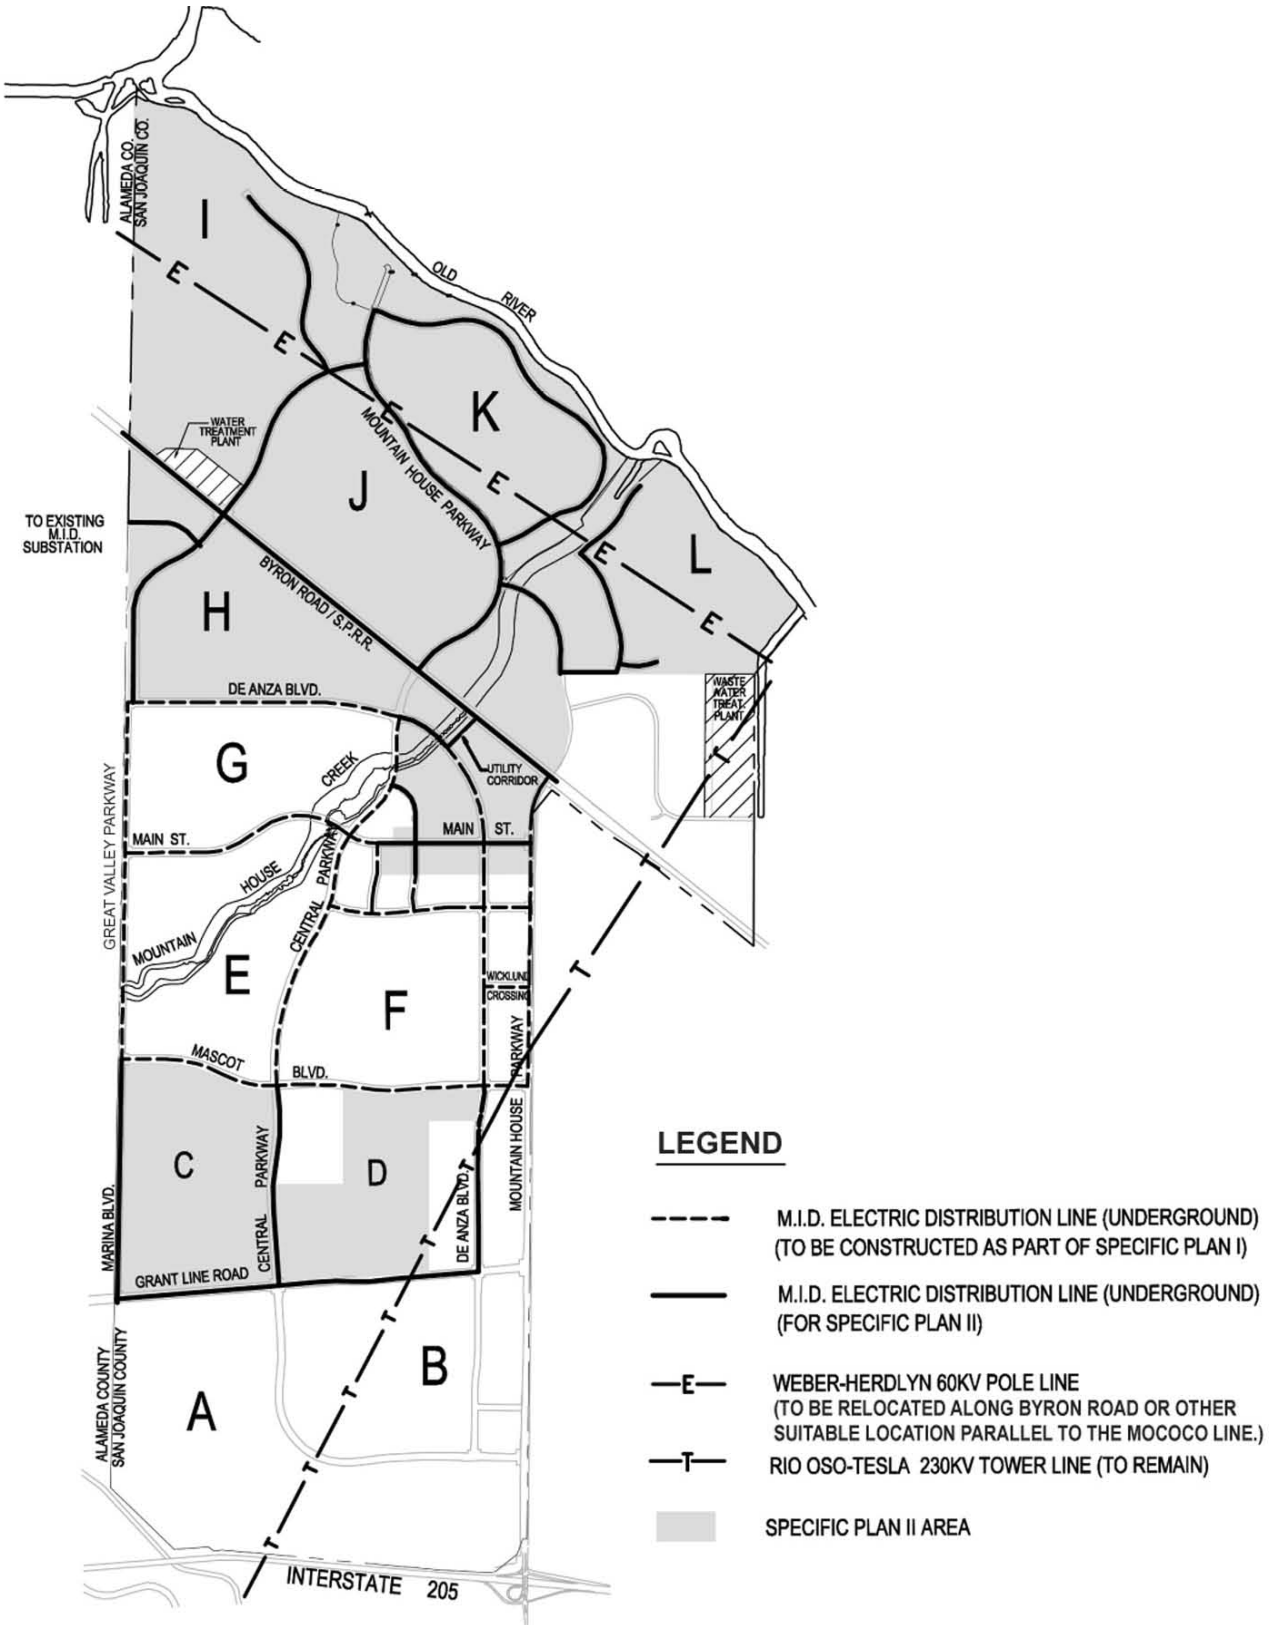 ALAMEDA CO.
SAN JOAQUIN CO.
I
E
OLD
RIVER
E
K
E
WATER
TREATMENT
PLANT
MOUNTAIN HOUSE PARKWAY
J
E
TO EXISTING
M.I.D.
SUBSTATION
E
L
BYRON ROAD / S.P.R.R.
H
E
DE ANZA BLVD.
WASTE
WATER
TREAT.
PLANT
G
CREEK
UTILITY
CORRIDOR
T
GREAT VALLEY PARKWAY
MAIN ST.
MAIN ST.
HOUSE
PARKWAY
T
CENTRAL
MOUNTAIN
E
T
WICKLUND
CROSSING
F
PARKWAY
MASCOT
BLVD.
MOUNTAIN HOUSE
LEGEND
C
PARKWAY
D
T
DE ANZA BLVD.
MARINA BLVD.
CENTRAL
T
GRANT LINE ROAD
M.I.D. ELECTRIC DISTRIBUTION LINE (UNDERGROUND)
(TO BE CONSTRUCTED AS PART OF SPECIFIC PLAN I)
M.I.D. ELECTRIC DISTRIBUTION LINE (UNDERGROUND)
(FOR SPECIFIC PLAN II)
T
ALAMEDA COUNTY
SAN JOAQUIN COUNTY
B
T
A
E
WEBER-HERDLYN 60KV POLE LINE
(TO BE RELOCATED ALONG BYRON ROAD OR OTHER
SUITABLE LOCATION PARALLEL TO THE MOCOCO LINE.)
T
T
RIO OSO-TESLA 230KV TOWER LINE (TO REMAIN)
SPECIFIC PLAN II AREA
T
INTERSTATE 205